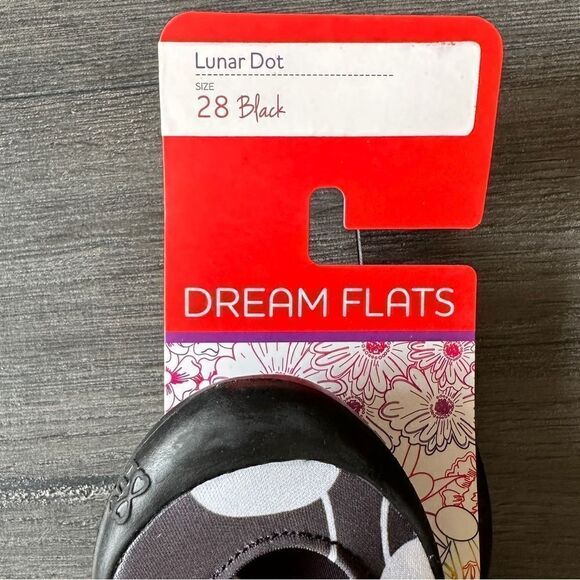 Lunar Dot
SIZE
28 Black
DREAM FLATS